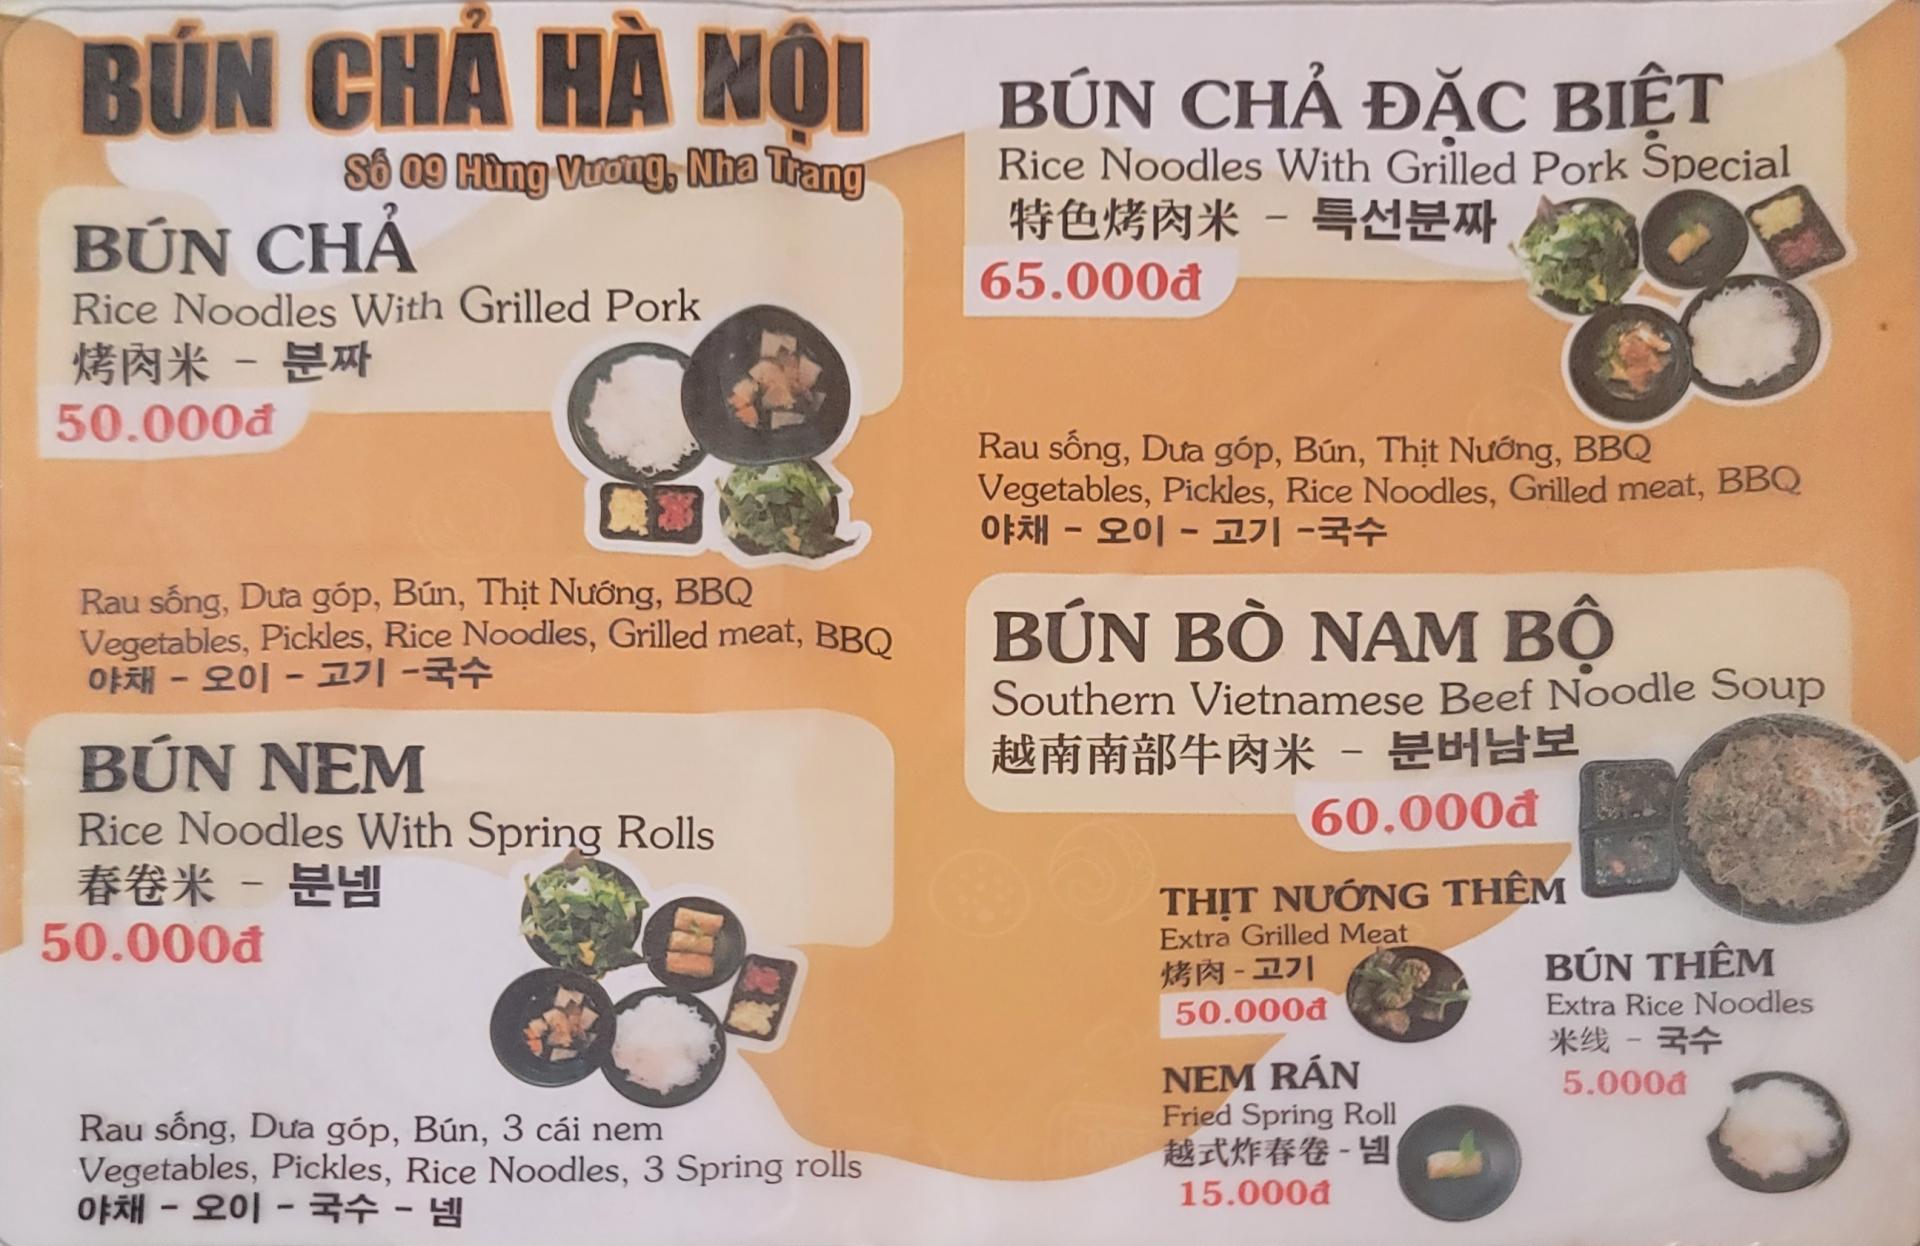 BÚN CHẢ HÀ NỘI
Số 09 Hùng Vương, Nha Trang
BÚN CHẢ
Rice Noodles With Grilled Pork
烤肉米 - 분짜
50.000đ
Rau sống, Dưa góp, Bún, Thịt Nướng, BBQ
Vegetables, Pickles, Rice Noodles, Grilled meat, BBQ
야채 - 오이 - 고기 -국수
BÚN NEM
Rice Noodles With Spring Rolls
春卷米 - 분넴
50.000đ
Rau sống, Dưa góp, Bún, 3 cái nem
Vegetables, Pickles, Rice Noodles, 3 Spring rolls
야채 - 오이 - 국수 - 넴
BÚN CHẢ ĐẶC BIỆT
Rice Noodles With Grilled Pork Special
特色烤肉米 - 특선분짜
65.000đ
Rau sống, Dưa góp, Bún, Thịt Nướng, BBQ
Vegetables, Pickles, Rice Noodles, Grilled meat, BBQ
야채 - 오이 - 고기 -국수
BÚN BÒ NAM BỘ
Southern Vietnamese Beef Noodle Soup
越南南部牛肉米 - 분버남보
60.000đ
THỊT NƯỚNG THÊM
Extra Grilled Meat
烤肉 - 고기
50.000đ
BÚN THÊM
Extra Rice Noodles
米线 - 국수
5.000đ
NEM RÁN
Fried Spring Roll
越式炸春卷 - 넴
15.000đ